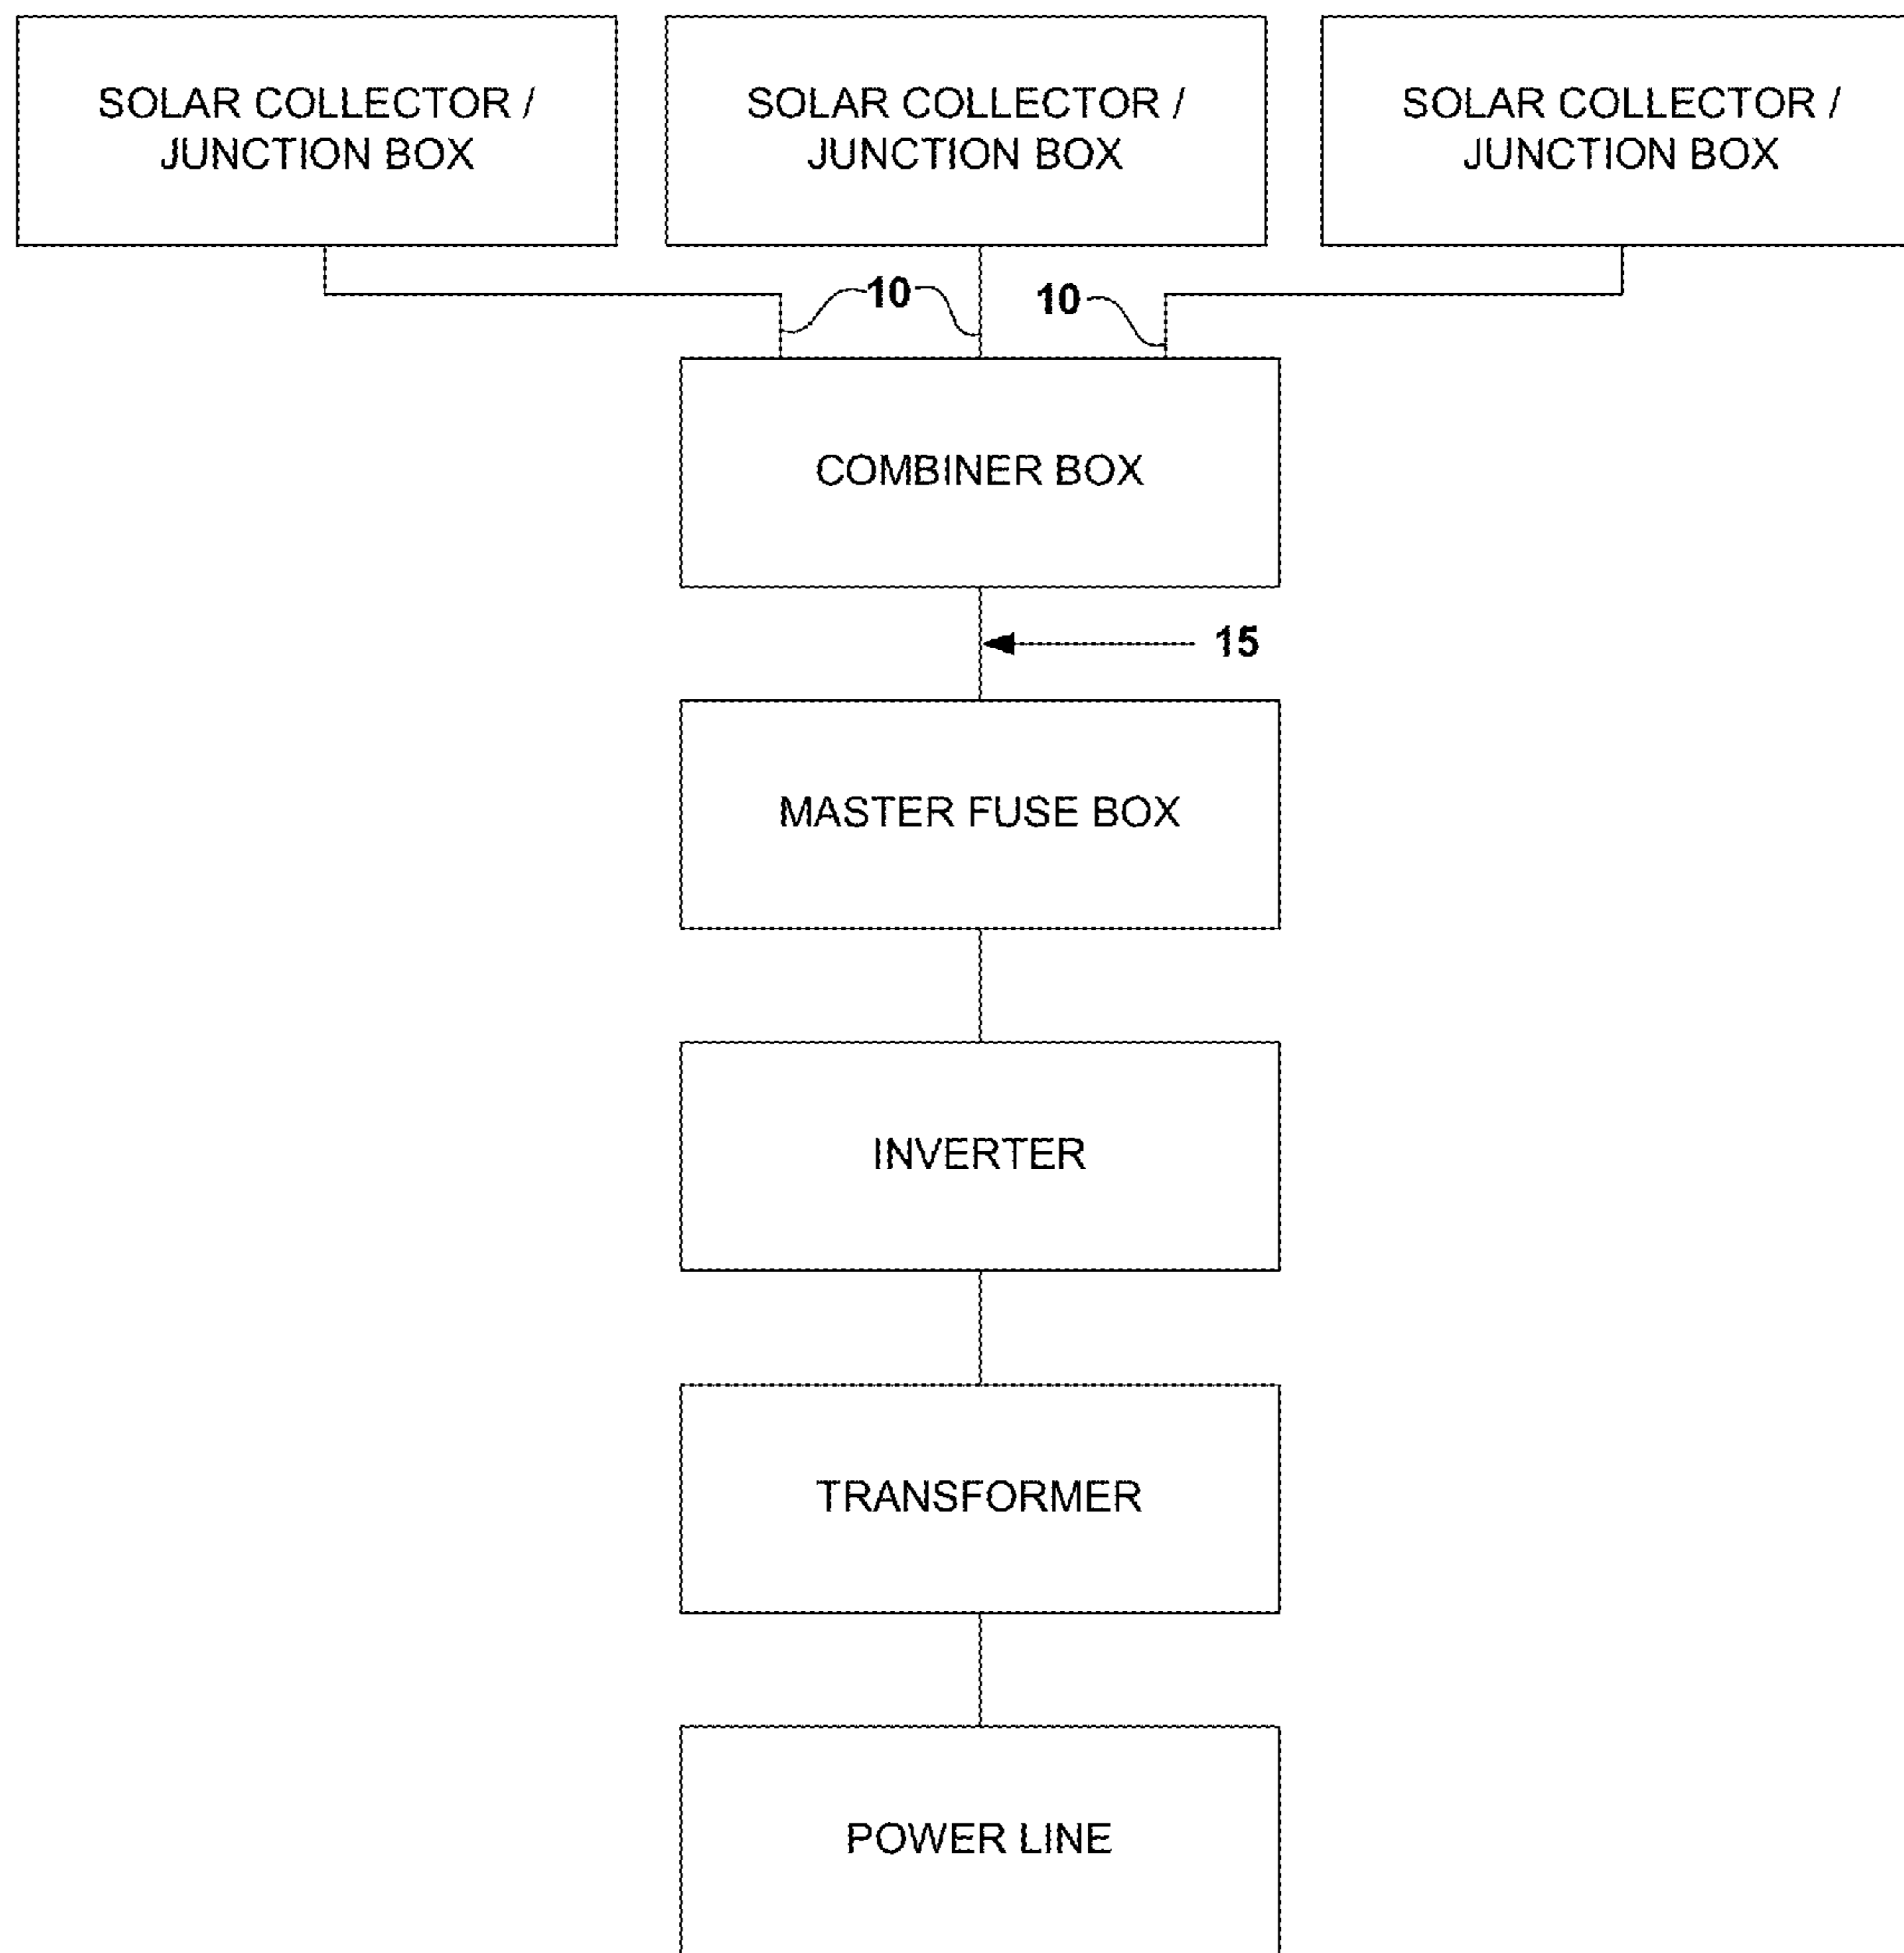 SOLAR COLLECTOR /
JUNCTION BOX
SOLAR COLLECTOR /
JUNCTION BOX
SOLAR COLLECTOR /
JUNCTION BOX
10
10
COMBINER BOX
15
MASTER FUSE BOX
INVERTER
TRANSFORMER
POWER LINE